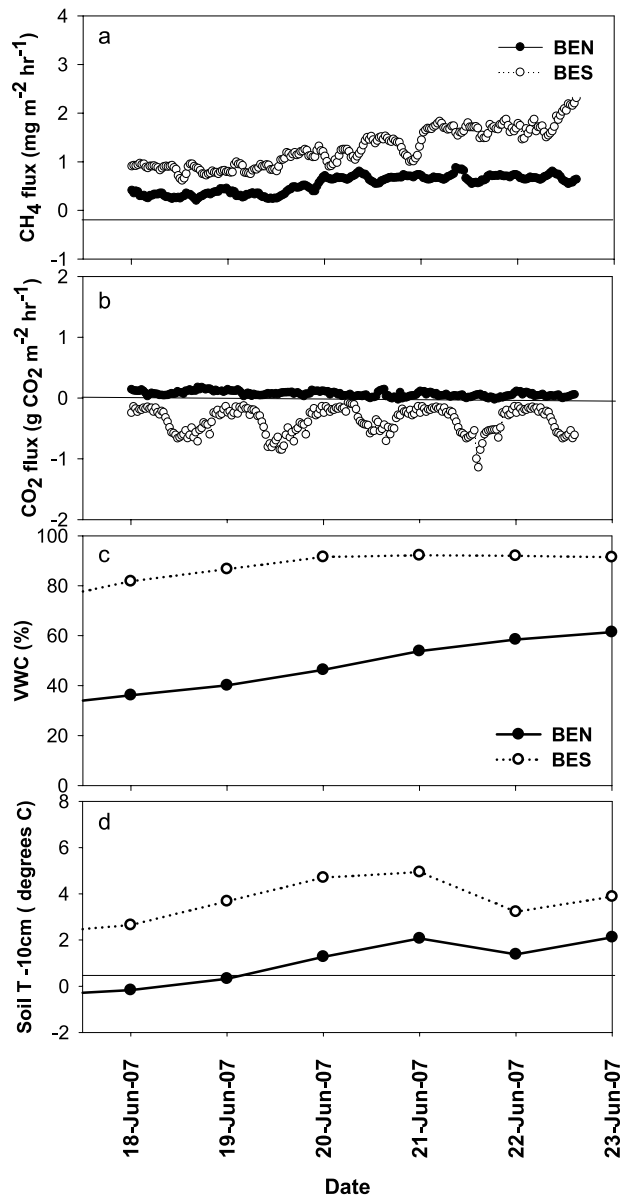 a
BEN
BES
4
3
2
1
0
-1
CH4 flux (mg m-2 hr-1)
b
2
1
0
-1
-2
CO2 flux (g CO2 m-2 hr-1)
c
100
80
60
40
20
0
VWC (%)
BEN
BES
d
8
6
4
2
0
-2
Soil T -10cm ( degrees C)
18-Jun-07
19-Jun-07
20-Jun-07
21-Jun-07
22-Jun-07
23-Jun-07
Date